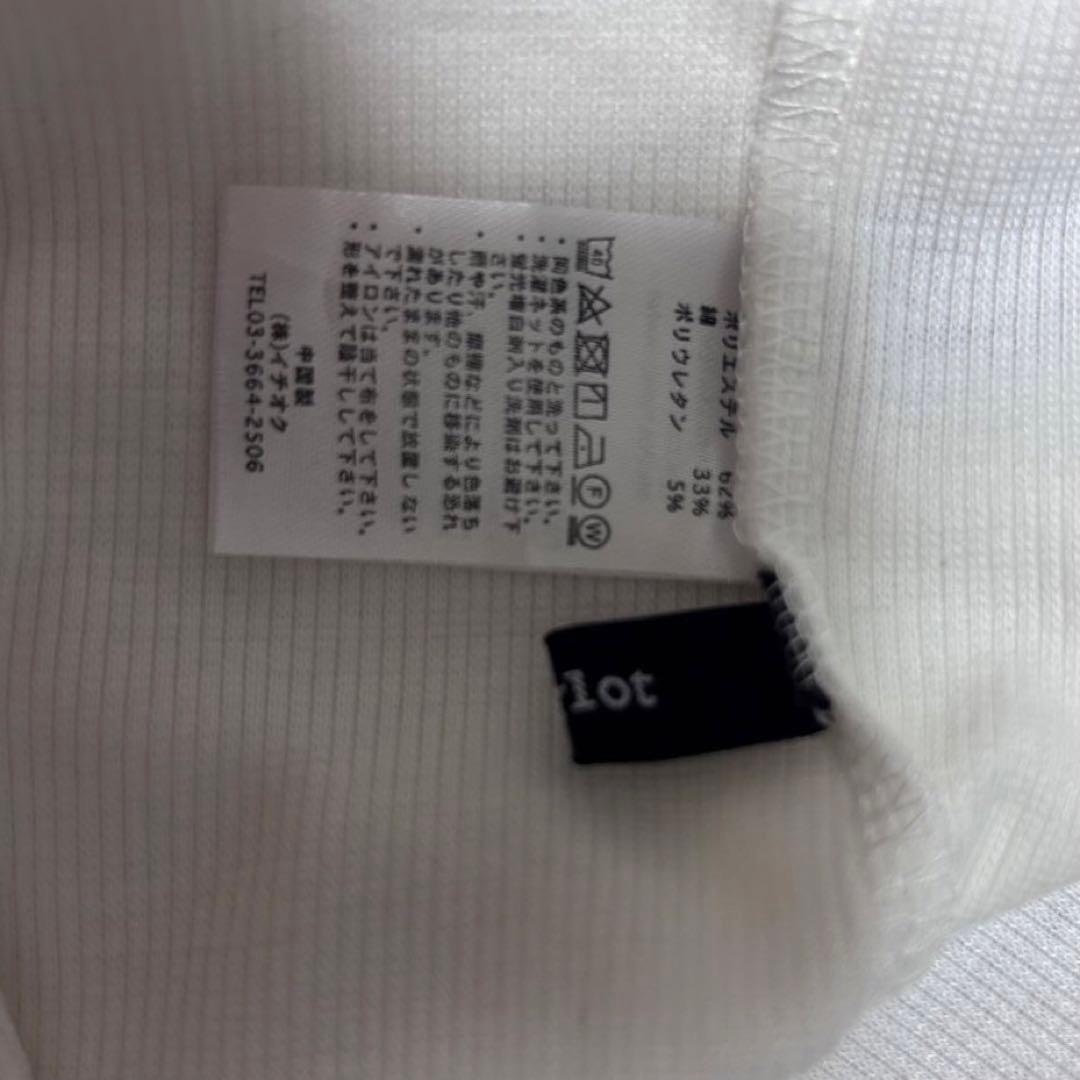 ポリエステル 62%
綿 33%
ポリウレタン 5%
40
F
W
・同色系のものと洗って下さい。
・洗濯ネットを使用して下さい。
・蛍光増白剤入り洗剤はお避け下
さい。
・雨や汗、摩擦などにより色落ち
したり他のものに移染する恐れ
があります。
・濡れたままの状態で放置しない
で下さい。
・アイロンは当て布をして下さい。
・形を整えて陰干しして下さい。
中国製
(株)イチオク
TEL03-3664-2506
lot